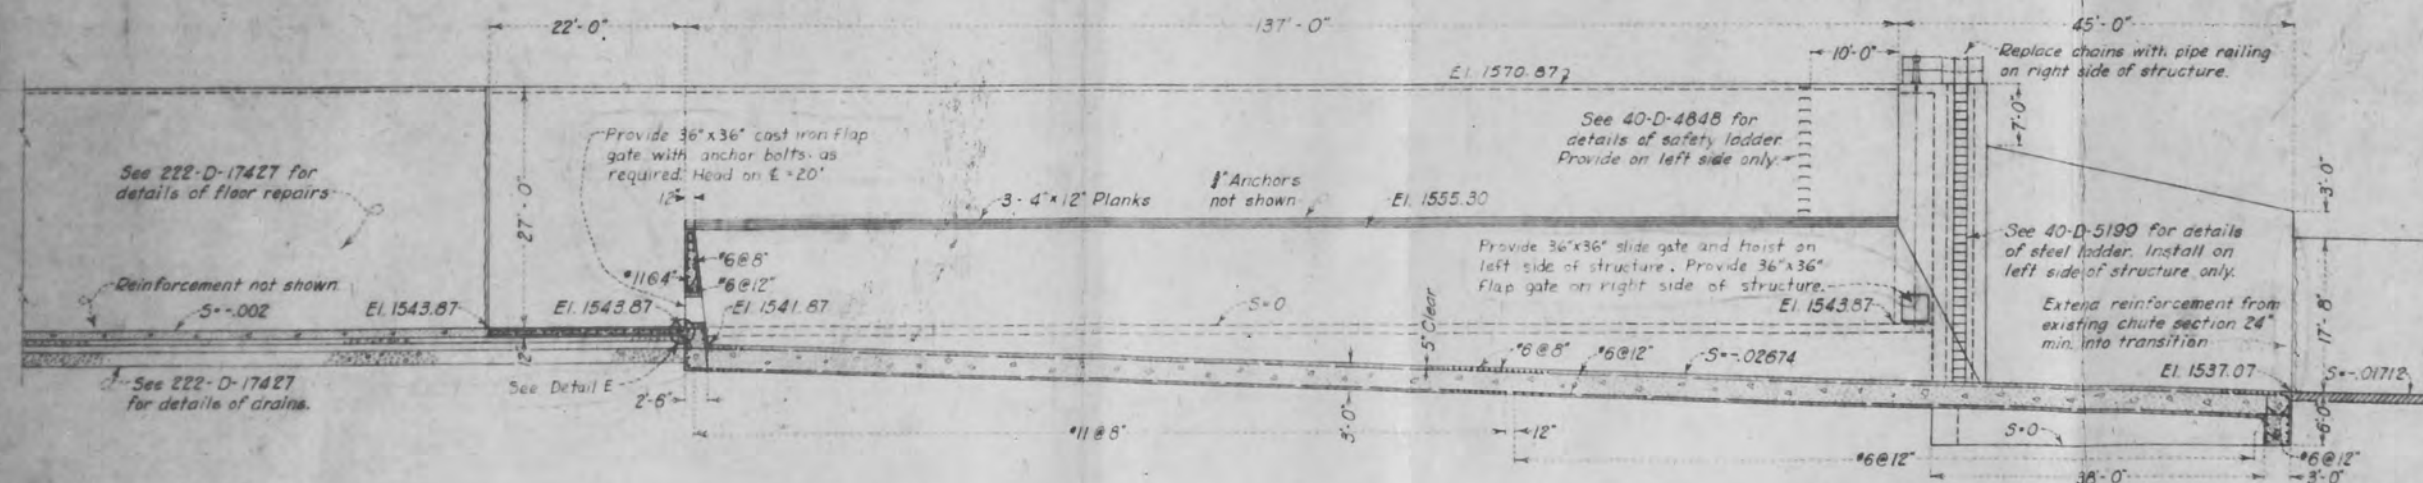 22'-0"
137'-0"
45'-0"
10'-0"
Replace chains with pipe railing
on right side of structure.
El. 1570.87
7'-0"
Provide 36"x36" cast iron flap
gate with anchor bolts as
required. Head on ℄ = 20'
12"
See 40-D-4848 for
details of safety ladder
Provide on left side only.
See 222-D-17427 for
details of floor repairs
27'-0"
3 - 4"x12" Planks
Anchors
not shown
El. 1555.30
3'-0"
See 40-D-5199 for details
of steel ladder. Install on
left side of structure only.
Provide 36"x36" slide gate and hoist on
left side of structure. Provide 36"x36"
flap gate on right side of structure.
#6@8"
#11@4"
#6@12"
Reinforcement not shown
S=-.002
El. 1543.87
El. 1543.87
El. 1541.87
S=0
El. 1543.87
Extend reinforcement from
existing chute section 24"
min. into transition
17'-8"
5" Clear
#6@8"
#6@12"
S=-.02674
12"
El. 1537.07
S=-.01712
See 222-D-17427
for details of drains.
See Detail E
2'-6"
3'-0"
#11@8"
12"
6'-0"
S=0
#6@12"
#6@12"
38'-0"
3'-0"